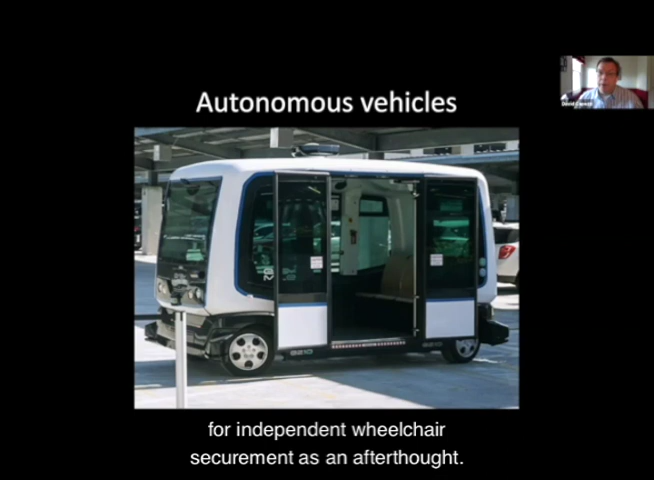 Autonomous vehicles
for independent wheelchair
securement as an afterthought.